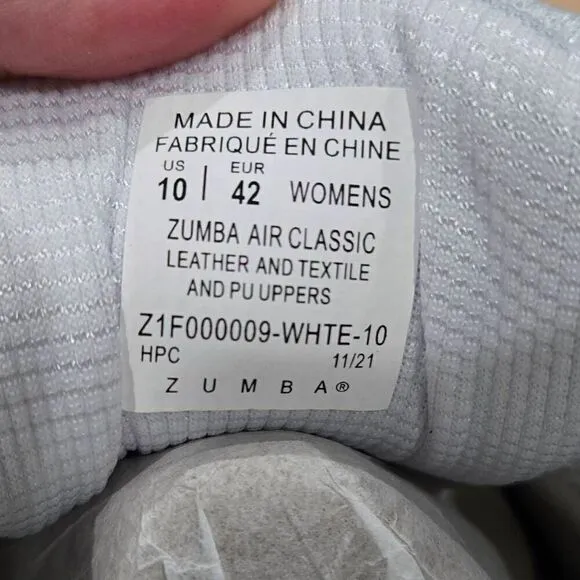 MADE IN CHINA
FABRIQUÉ EN CHINE
US EUR
10 | 42 WOMENS
ZUMBA AIR CLASSIC
LEATHER AND TEXTILE
AND PU UPPERS
Z1F000009-WHTE-10
HPC 11/21
ZUMBA®